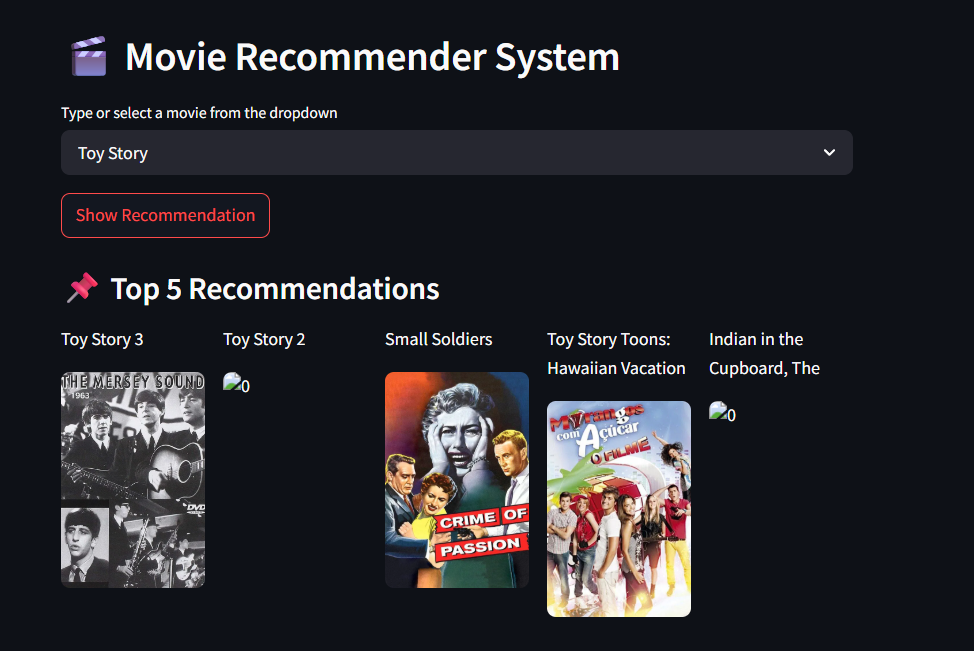 Movie Recommender System
Type or select a movie from the dropdown
Toy Story
Show Recommendation
Top 5 Recommendations
Toy Story 3
Toy Story 2
Small Soldiers
Toy Story Toons:
Hawaiian Vacation
Indian in the
Cupboard, The
THE MERSEY SOUND
1963
DVD
0
CRIME OF
PASSION
Morangos
com Açúcar
O FILME
0